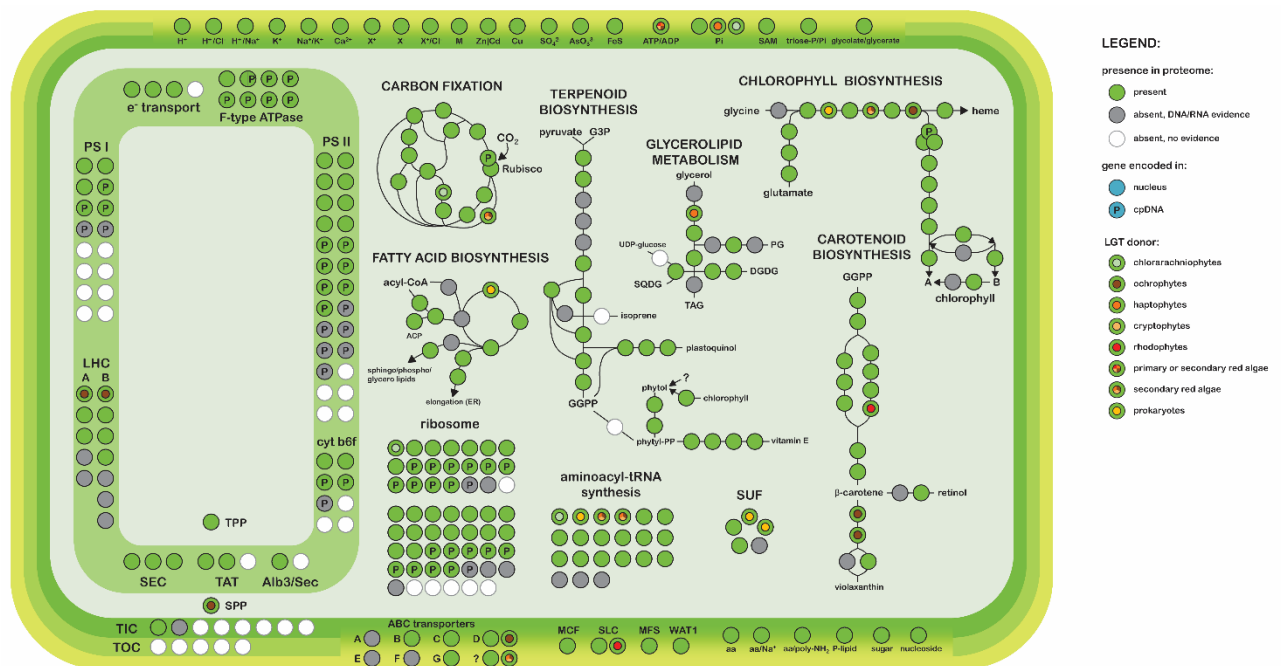 H⁺ H⁺/Cl H⁺/Na⁺ K⁺ Na⁺/K⁺ Ca²⁺ X⁺ X X⁺/Cl M Zn|Cd Cu SO₄² AsO₃³ FeS ATP/ADP Pi SAM triose-P/Pi glycolate/glycerate
e⁻ transport
F-type ATPase
P P
P P P P
PS I
P
P
P P
PS II
P
P P
P P
P P
P P
P P
P P
P
LHC
A B
cyt b6f
P P
P
TPP
SEC
TAT
Alb3/Sec
SPP
TIC
TOC
CARBON FIXATION
CO₂
P
Rubisco
FATTY ACID BIOSYNTHESIS
acyl-CoA
ACP
sphingo/phospho/
glycero lipids
elongation (ER)
ribosome
P P P P P P
P P P P P
P P P P P
P P P P P
TERPENOID
BIOSYNTHESIS
pyruvate G3P
isoprene
plastoquinol
GGPP
phytol
?
chlorophyll
phytyl-PP
vitamin E
GLYCEROLIPID
METABOLISM
glycerol
UDP-glucose
PG
DGDG
SQDG
TAG
CHLOROPHYLL BIOSYNTHESIS
glycine
heme
glutamate
P
A
B
chlorophyll
CAROTENOID
BIOSYNTHESIS
GGPP
β-carotene
retinol
violaxanthin
aminoacyl-tRNA
synthesis
SUF
ABC transporters
A B C D
E F G ?
MCF SLC MFS WAT1
aa aa/Na⁺ aa/poly-NH₂ P-lipid sugar nucleoside
LEGEND:
presence in proteome:
present
absent, DNA/RNA evidence
absent, no evidence
gene encoded in:
nucleus
P cpDNA
LGT donor:
chlorarachniophytes
ochrophytes
haptophytes
cryptophytes
rhodophytes
primary or secondary red algae
secondary red algae
prokaryotes